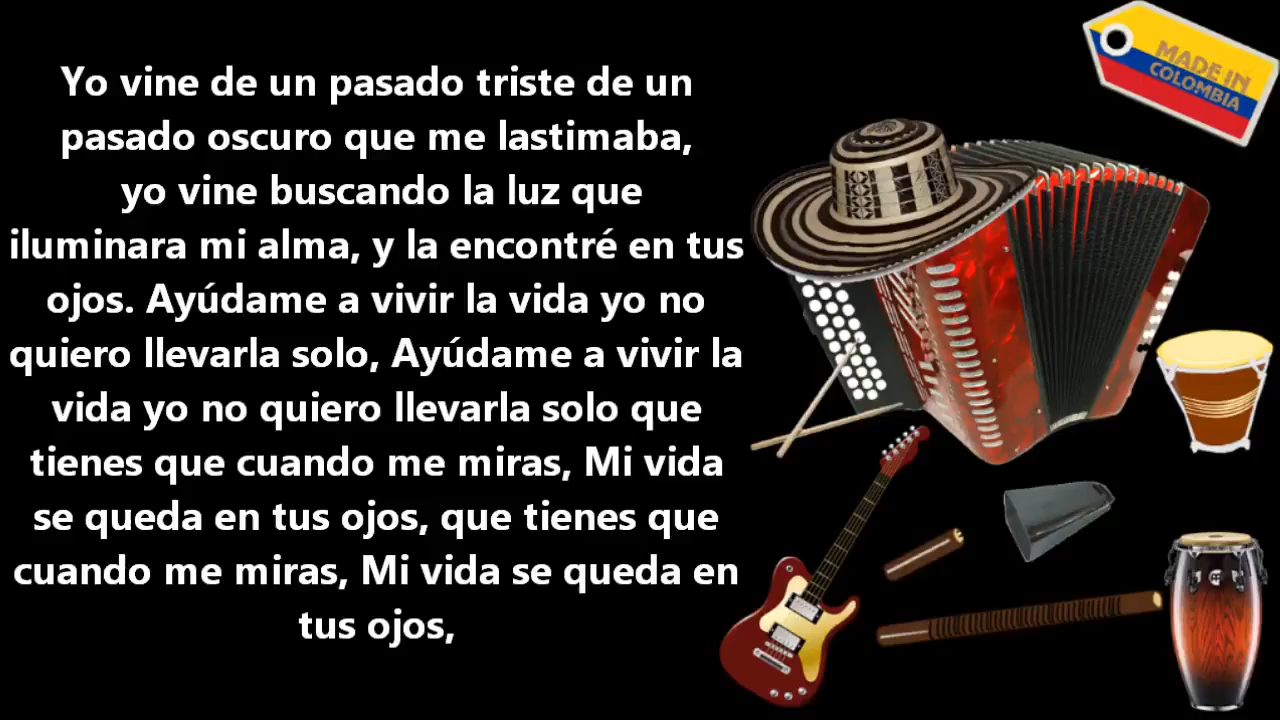 Yo vine de un pasado triste de un
pasado oscuro que me lastimaba,
yo vine buscando la luz que
iluminara mi alma, y la encontré en tus
ojos. Ayúdame a vivir la vida yo no
quiero llevarla solo, Ayúdame a vivir la
vida yo no quiero llevarla solo que
tienes que cuando me miras, Mi vida
se queda en tus ojos, que tienes que
cuando me miras, Mi vida se queda en
tus ojos,
MADE IN
COLOMBIA